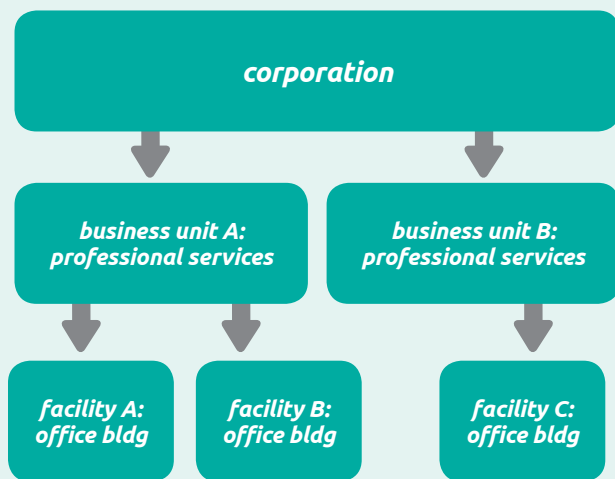 corporation
business unit A:
professional services
business unit B:
professional services
facility A:
office bldg
facility B:
office bldg
facility C:
office bldg